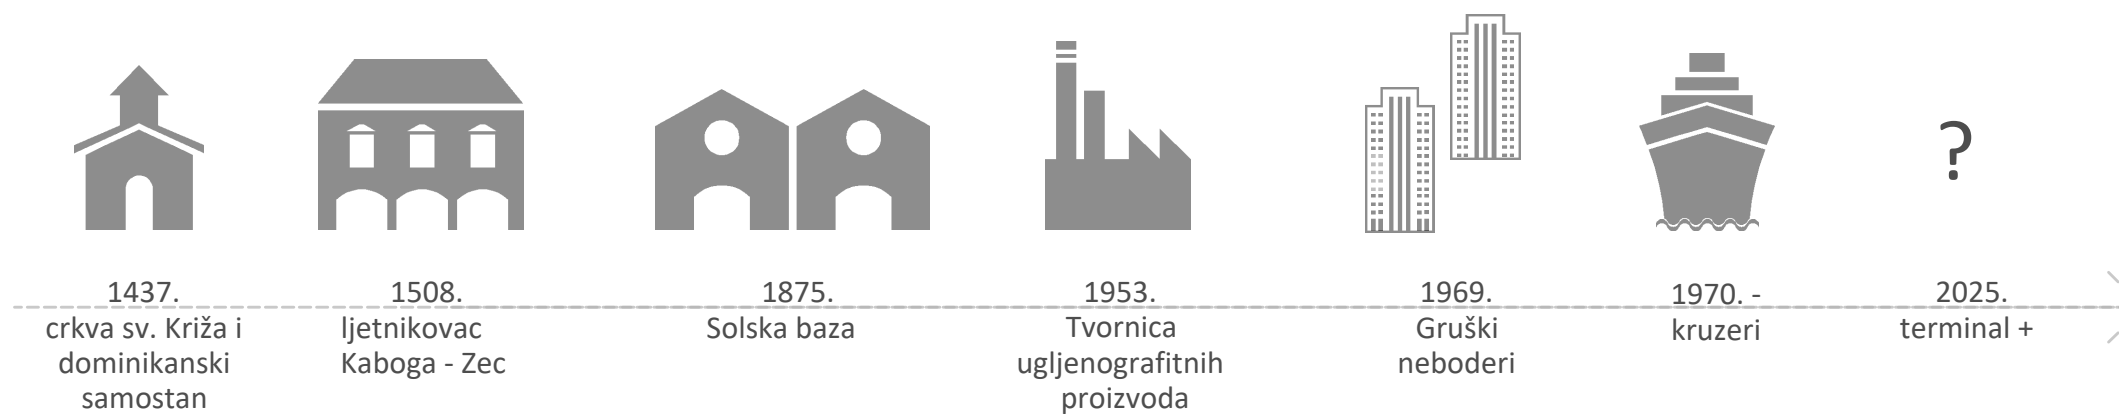 ?
1437.
crkva sv. Križa i
dominikanski
samostan
1508.
ljetnikovac
Kaboga - Zec
1875.
Solska baza
1953.
Tvornica
ugljenografitnih
proizvoda
1969.
Gruški
neboderi
1970. -
kruzeri
2025.
terminal +